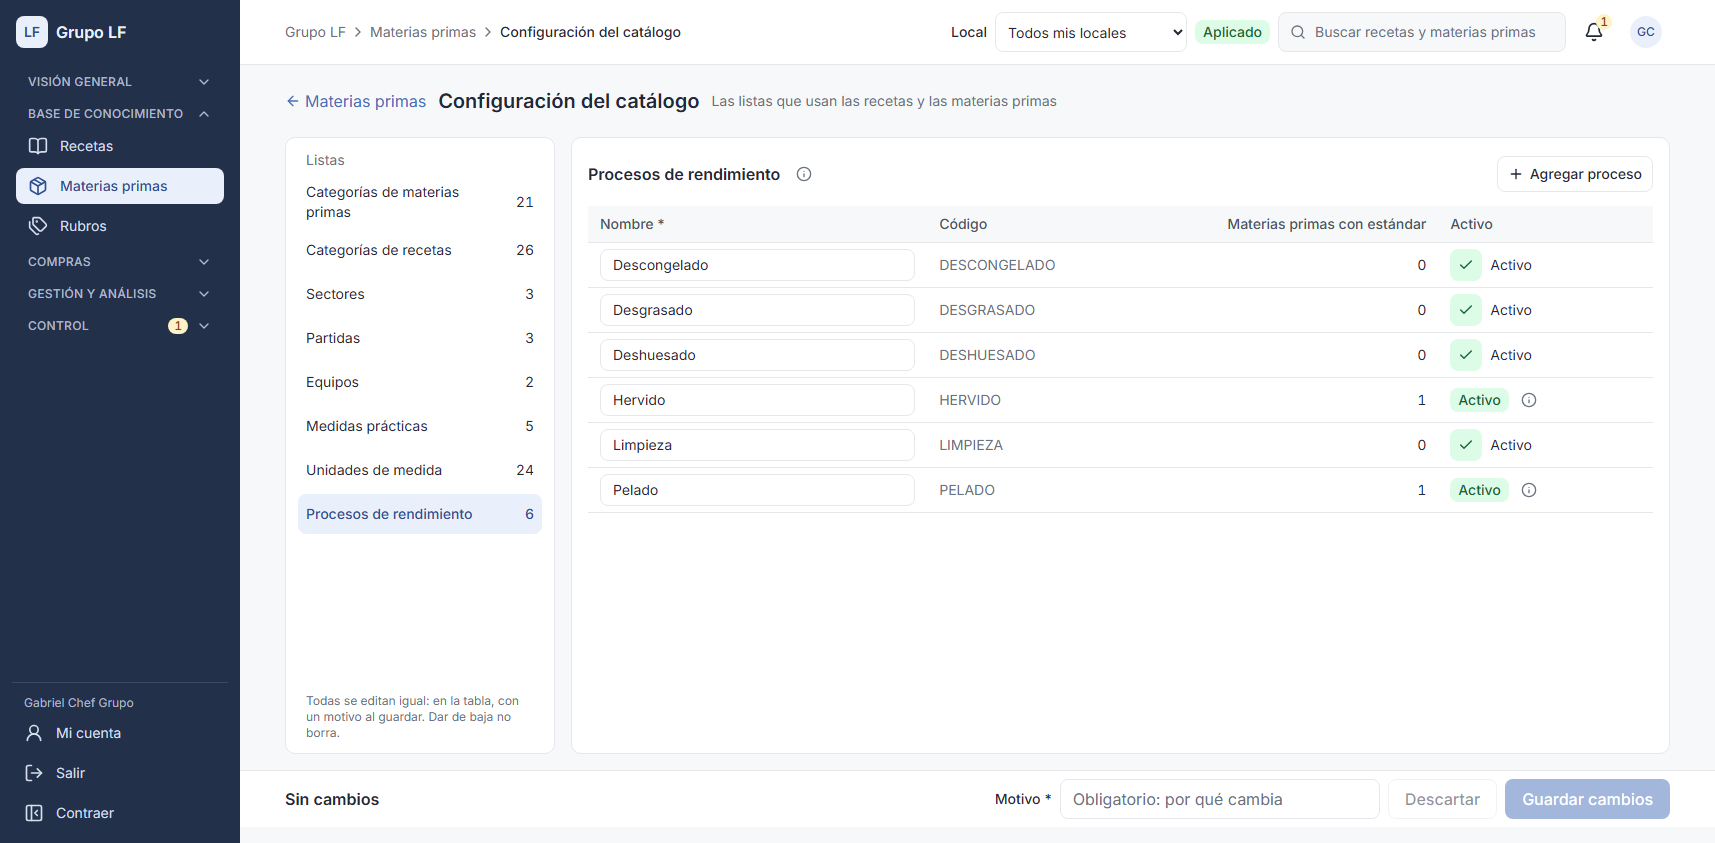 LF Grupo LF
VISIÓN GENERAL
BASE DE CONOCIMIENTO
Recetas
Materias primas
Rubros
COMPRAS
GESTIÓN Y ANÁLISIS
CONTROL 1
Gabriel Chef Grupo
Mi cuenta
Salir
Contraer
Grupo LF > Materias primas > Configuración del catálogo
Local Todos mis locales Aplicado Buscar recetas y materias primas 1 GC
← Materias primas Configuración del catálogo Las listas que usan las recetas y las materias primas
Listas
Categorías de materias
primas 21
Categorías de recetas 26
Sectores 3
Partidas 3
Equipos 2
Medidas prácticas 5
Unidades de medida 24
Procesos de rendimiento 6
Todas se editan igual: en la tabla, con
un motivo al guardar. Dar de baja no
borra.
Procesos de rendimiento + Agregar proceso
Nombre * Código Materias primas con estándar Activo
Descongelado DESCONGELADO 0 Activo
Desgrasado DESGRASADO 0 Activo
Deshuesado DESHUESADO 0 Activo
Hervido HERVIDO 1 Activo
Limpieza LIMPIEZA 0 Activo
Pelado PELADO 1 Activo
Sin cambios Motivo * Obligatorio: por qué cambia Descartar Guardar cambios